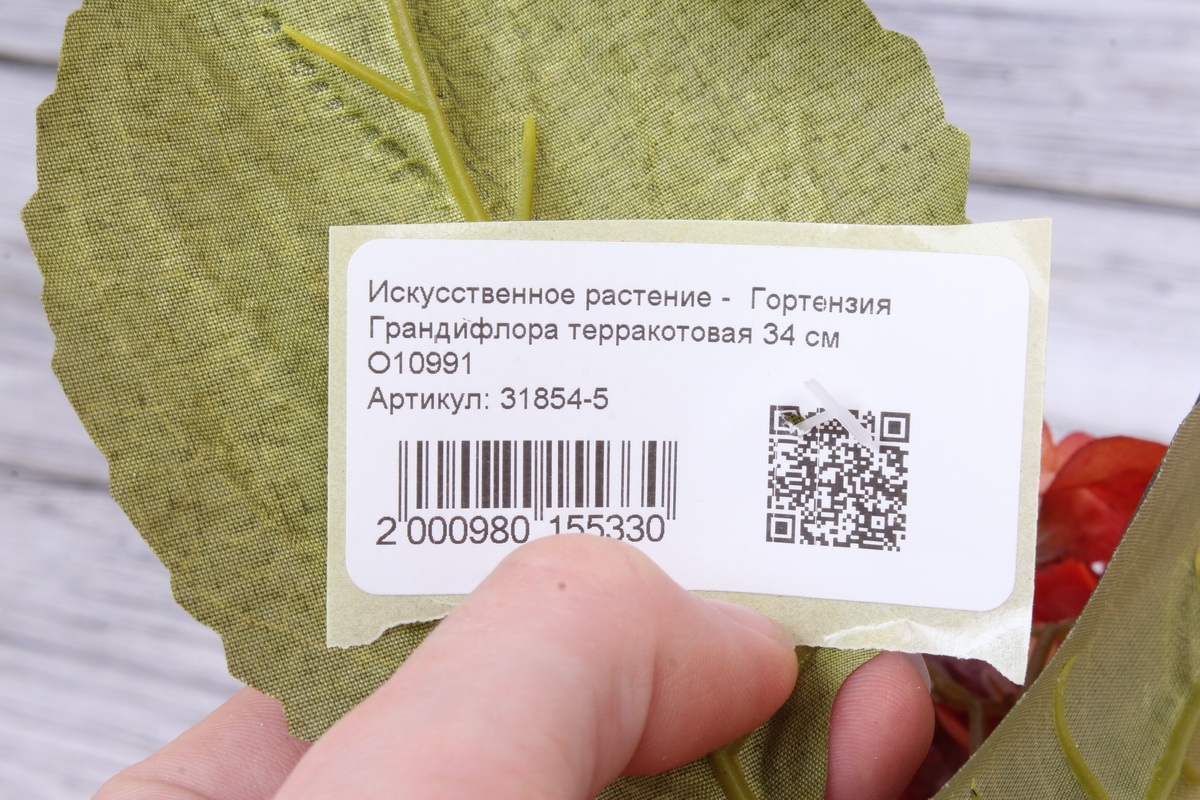 Искусственное растение - Гортензия
Грандифлора терракотовая 34 см
О10991
Артикул: 31854-5
2 000980 155330